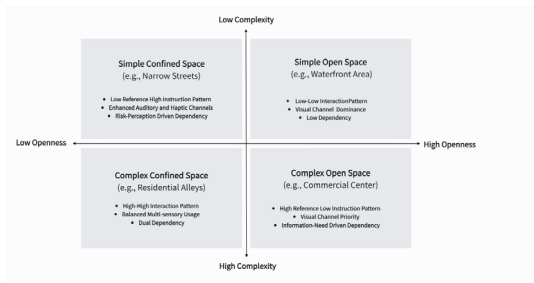 Low Complexity
Simple Confined Space
(e.g., Narrow Streets)
• Low Reference High Instruction Pattern
• Enhanced Auditory and Haptic Channels
• Risk-Perception Driven Dependency
Simple Open Space
(e.g., Waterfront Area)
• Low-Low InteractionPattern
• Visual Channel Dominance
• Low Dependency
Low Openness
High Openness
Complex Confined Space
(e.g., Residential Alleys)
• High-High Interaction Pattern
• Balanced Multi-sensory Usage
• Dual Dependency
Complex Open Space
(e.g., Commercial Center)
• High Reference Low Instruction Pattern
• Visual Channel Priority
• Information-Need Driven Dependency
High Complexity